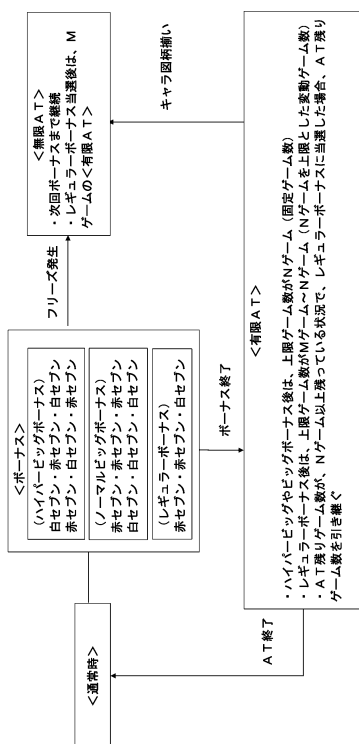 ＜通常時＞
＜ボーナス＞
（ハイパービッグボーナス）
白セブン・赤セブン・白セブン
赤セブン・白セブン・赤セブン
（ノーマルビッグボーナス）
赤セブン・赤セブン・赤セブン
白セブン・白セブン・白セブン
（レギュラーボーナス）
赤セブン・赤セブン・白セブン
フリーズ発生
＜無限ＡＴ＞
・次回ボーナスまで継続
・レギュラーボーナス当選後は、Ｍ
ゲームの＜有限ＡＴ＞
ＡＴ終了
ボーナス終了
キャラ図柄揃い
＜有限ＡＴ＞
・ハイパービッグやビッグボーナス後は、上限ゲーム数がＮゲーム（固定ゲーム数）
・レギュラーボーナス後は、上限ゲーム数がＭゲーム～Ｎゲーム（Ｎゲームを上限とした変動ゲーム数）
・ＡＴ残りゲーム数が、Ｎゲーム以上残っている状況で、レギュラーボーナスに当選した場合、ＡＴ残り
ゲーム数を引き継ぐ